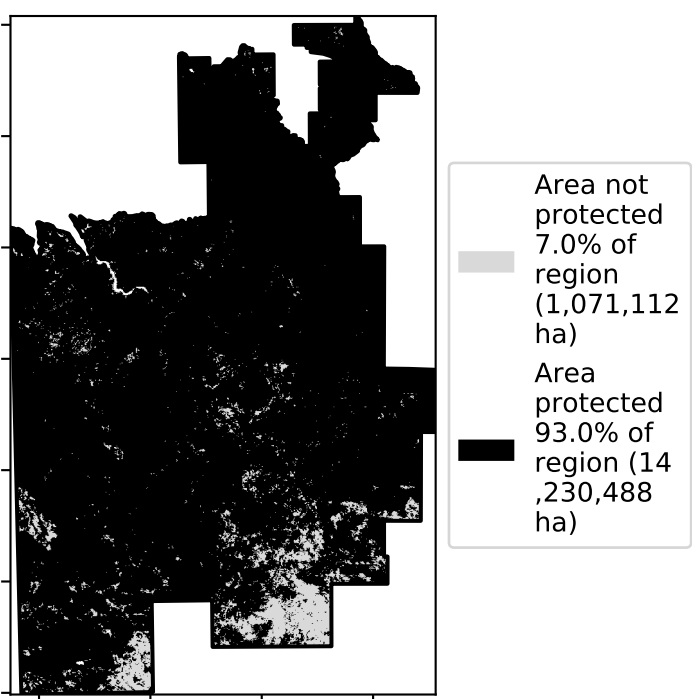 Area not
protected
7.0% of
region
(1,071,112
ha)
Area
protected
93.0% of
region (14
,230,488
ha)